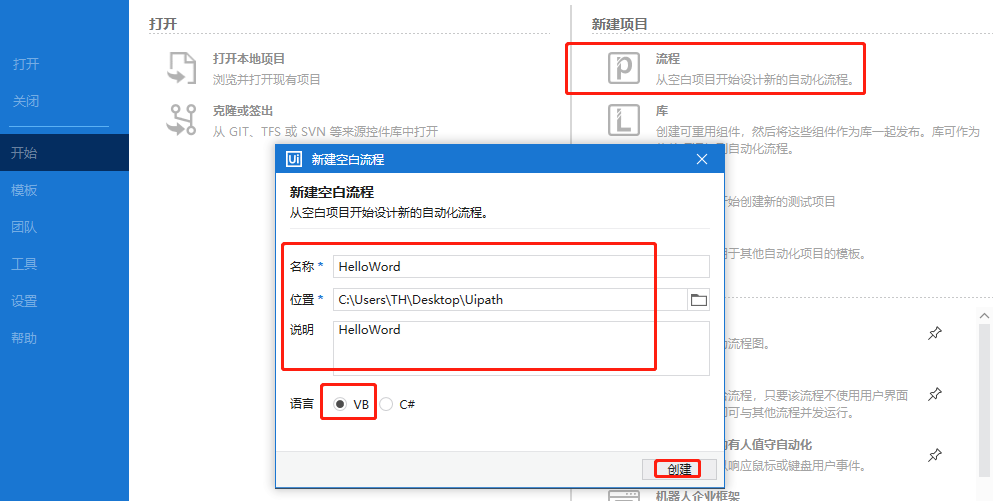 打开
关闭
开始
模板
团队
工具
设置
帮助
打开
打开本地项目
浏览并打开现有项目
克隆或签出
从 GIT、TFS 或 SVN 等来源控件库中打开
新建项目
流程
从空白项目开始设计新的自动化流程。
库
创建可重用组件，然后将这些组件作为库一起发布。库可作为
到自动化流程。
开始创建新的测试项目
用于其他自动化项目的模板。
流程图。
流程，只要该流程不使用用户界面
即可与其他流程并发运行。
有人值守自动化
响应鼠标或键盘用户事件。
机器人企业框架
Ui 新建空白流程
新建空白流程
从空白项目开始设计新的自动化流程。
名称 * HelloWord
位置 * C:\Users\TH\Desktop\Uipath
说明 HelloWord
语言 VB C#
创建